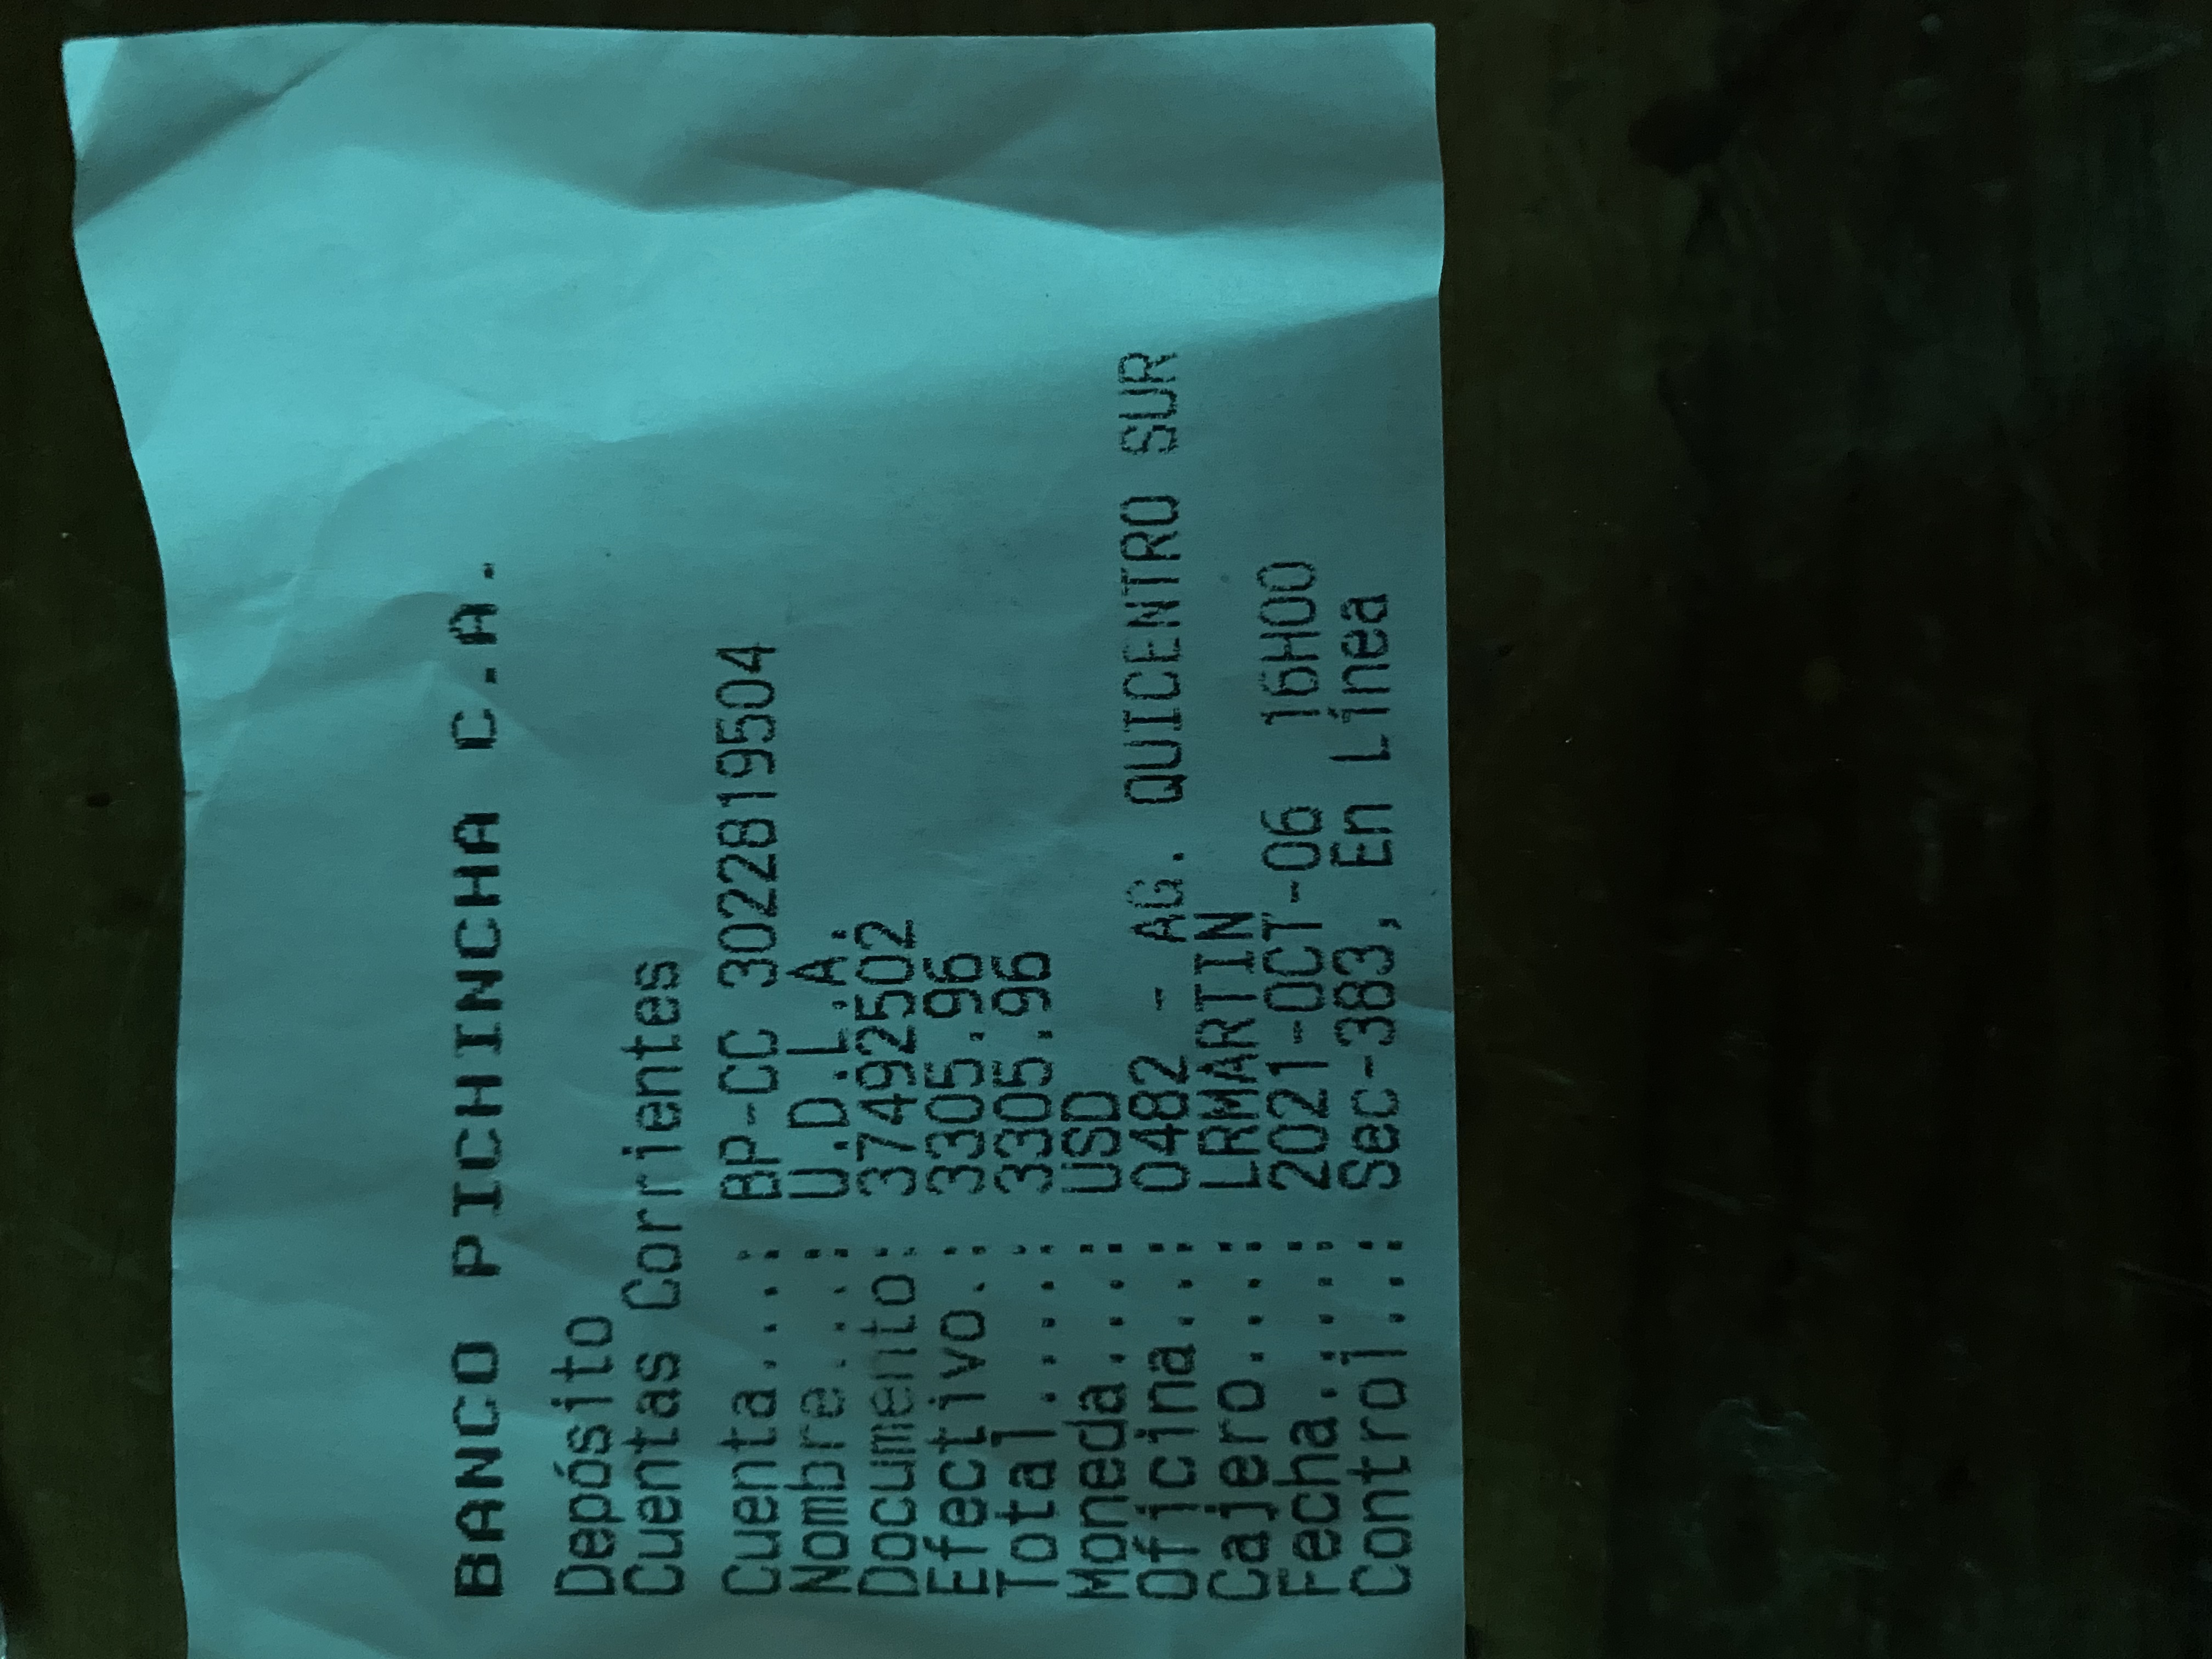 BANCO PICHINCHA C.A.
Depósito
Cuentas Corrientes
Cuenta....: BP-CC 3022819504
Nombre....: U.D.L.A.
Documento: 37492502
Efectivo.: 3305.96
Total.....: 3305.96
Moneda....: USD
Oficina...: 0482 - AG. QUICENTRO SUR
Cajero....: LRMARTIN
Fecha.....: 2021-OCT-06 16H00
Control...: Sec-383, En Línea